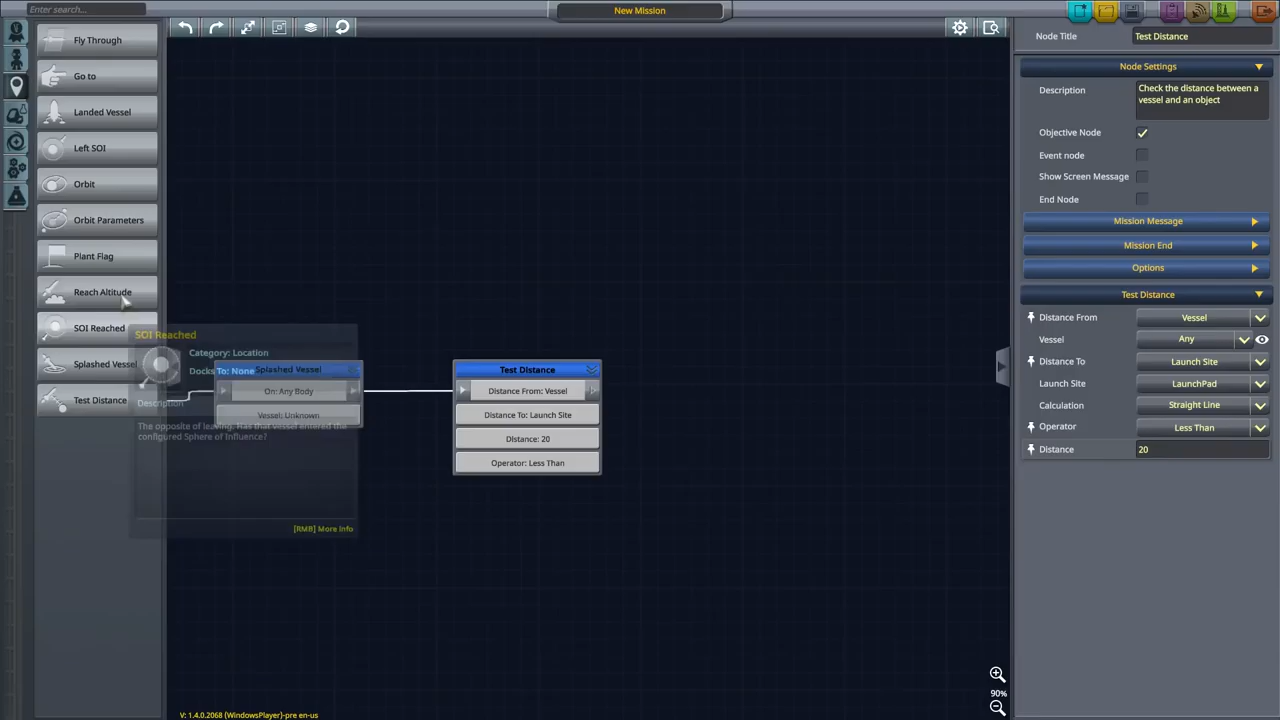 Enter search...
New Mission
Fly Through
Go to
Landed Vessel
Left SOI
Orbit
Orbit Parameters
Plant Flag
Reach Altitude
SOI Reached
Splashed Vessel
Test Distance
SOI Reached
Category: Location
Docks To: None
Description
The opposite of leaving. Has that vessel entered the
configured Sphere of Influence?
[RMB] More Info
Splashed Vessel
On: Any Body
Vessel: Unknown
Test Distance
Distance From: Vessel
Distance To: Launch Site
Distance: 20
Operator: Less Than
Node Title
Test Distance
Node Settings
Description
Check the distance between a
vessel and an object
Objective Node
Event node
Show Screen Message
End Node
Mission Message
Mission End
Options
Test Distance
Distance From
Vessel
Vessel
Any
Distance To
Launch Site
Launch Site
LaunchPad
Calculation
Straight Line
Operator
Less Than
Distance
20
90%
V: 1.4.0.2068 (WindowsPlayer)-pre en-us